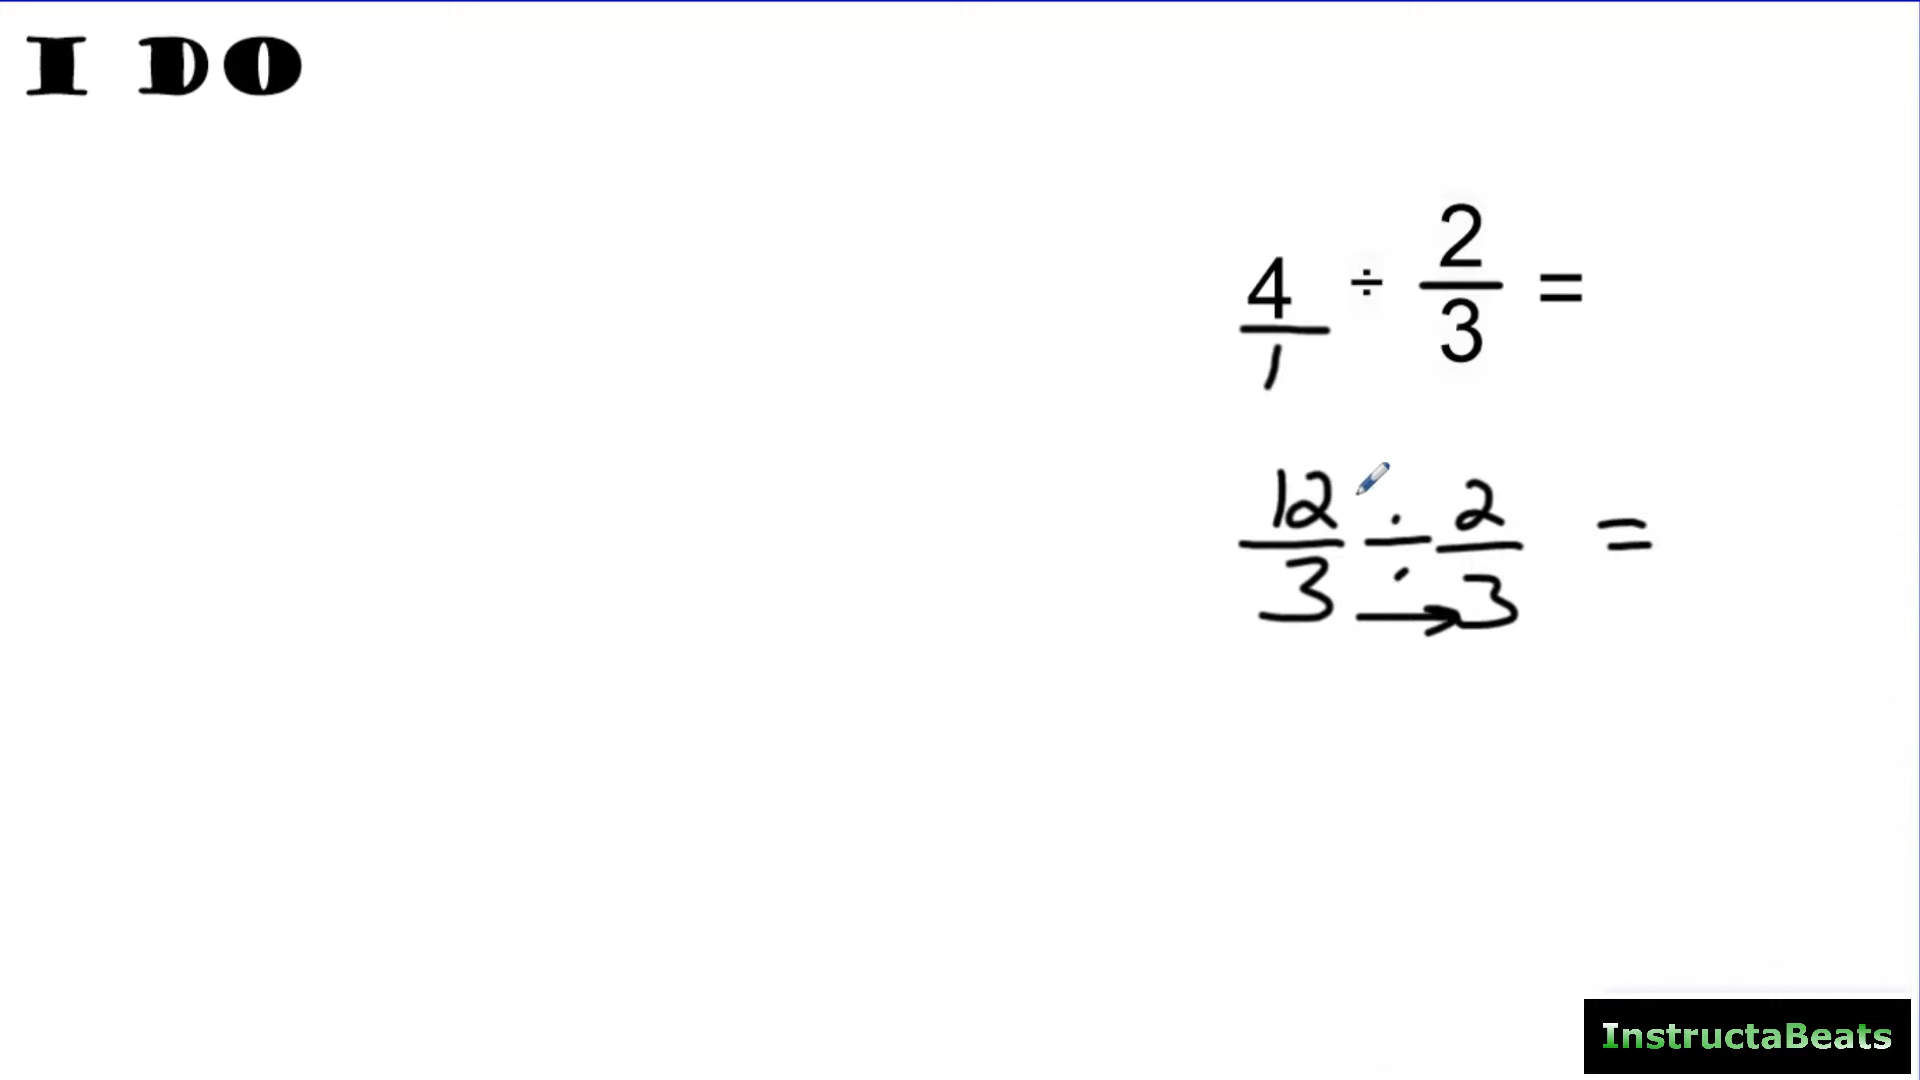 I DO
4/1 ÷ 2/3 =
12/3 ÷ → 2/3 =
InstructaBeats